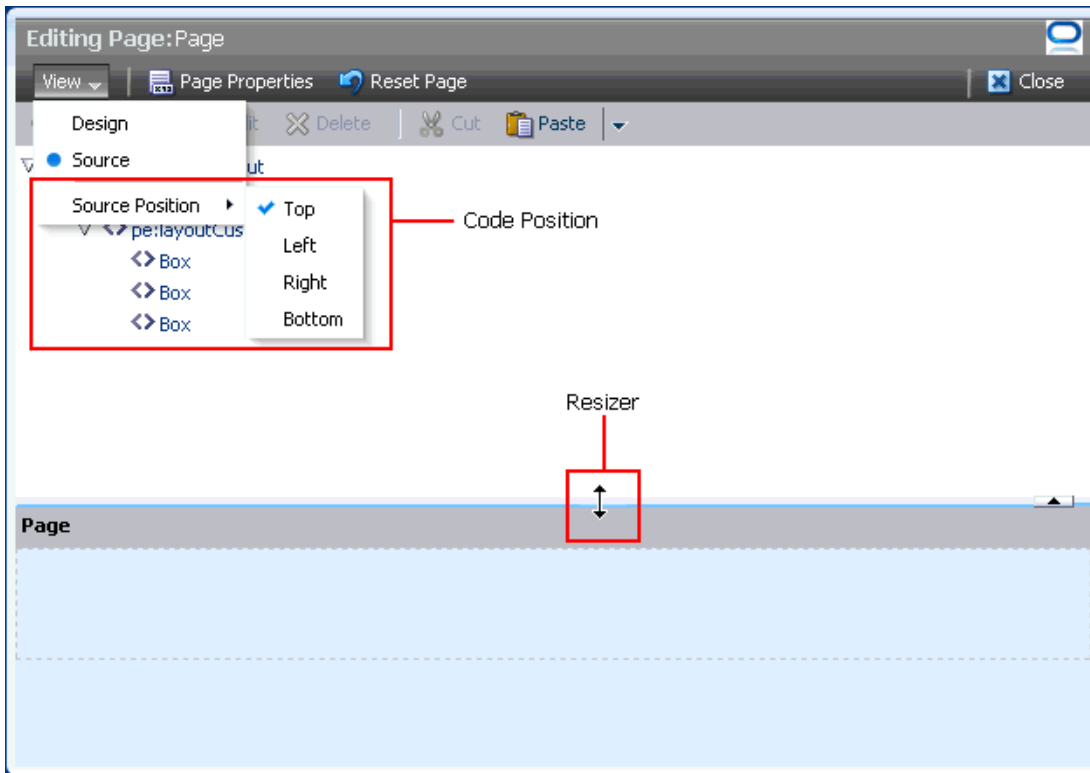 Editing Page:Page
View Page Properties Reset Page Close
Design
Delete Cut Paste
Source
Source Position
Top
Code Position
pe:layoutCus
Left
Box
Right
Box
Bottom
Box
Resizer
Page